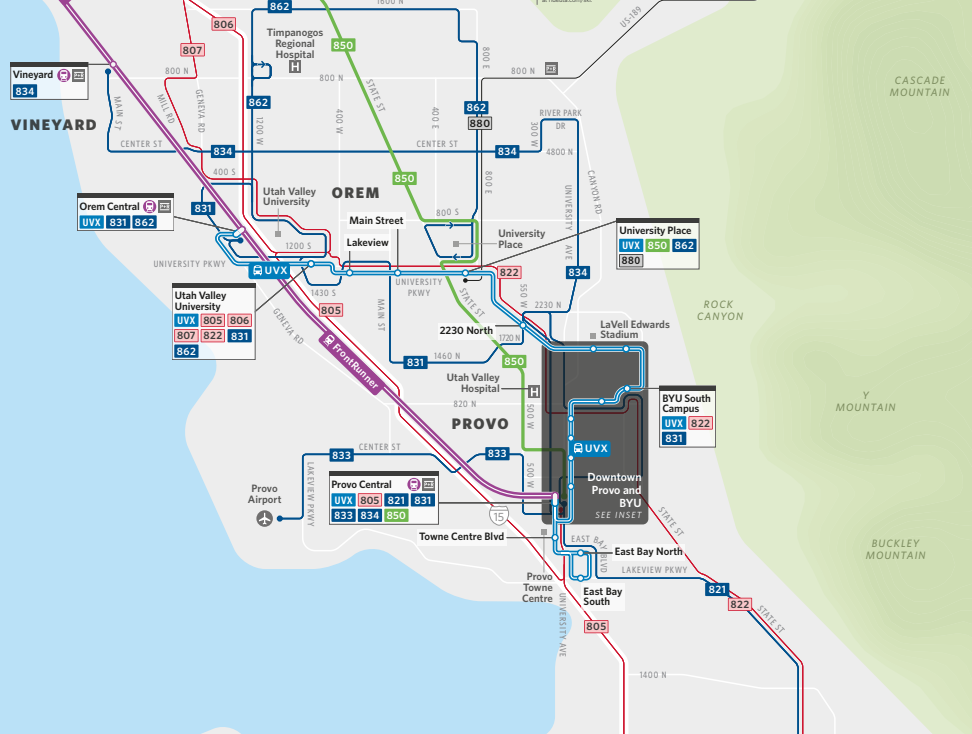 862
1600 N
US-189
806
807
Timpanogos
Regional
Hospital
H
850
800 N
800 N
800 N
800 E
CASCADE
MOUNTAIN
Vineyard
834
VINEYARD
MAIN ST
MILL RD
GENEVA RD
862
1200 W
400 W
STATE ST
400 E
862
880
300 W
RIVER PARK
DR
CENTER ST
834
CENTER ST
834
4800 N
400 S
850
800 E
UNIVERSITY AVE
CANYON RD
OREM
Utah Valley
University
Orem Central
UVX 831 862
831
Main Street
800 S
University
Place
University Place
UVX 850 862
880
Lakeview
1200 S
UNIVERSITY PKWY
UVX
822
834
UNIVERSITY
PKWY
Utah Valley
University
UVX 805 806
807 822 831
862
1430 S
805
MAIN ST
STATE ST
550 W
2230 N
ROCK
CANYON
GENEVA RD
2230 North
1720 N
LaVell Edwards
Stadium
FrontRunner
831
1460 N
850
Utah Valley
Hospital
H
Y
MOUNTAIN
BYU South
Campus
UVX 822
831
820 N
500 W
PROVO
UVX
CENTER ST
833
833
LAKEVIEW PKWY
500 W
Provo
Airport
Provo Central
UVX 805 821 831
833 834 850
Downtown
Provo and
BYU
SEE INSET
15
STATE ST
Towne Centre Blvd
EAST BAY BLVD
East Bay North
LAKEVIEW PKWY
BUCKLEY
MOUNTAIN
Provo
Towne
Centre
East Bay
South
821
822
STATE ST
UNIVERSITY AVE
805
1400 N